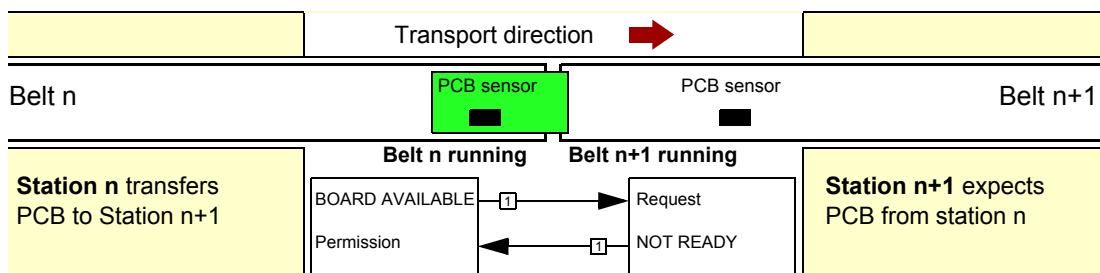 Transport direction
Belt n
PCB sensor
PCB sensor
Belt n+1
Belt n running
Belt n+1 running
Station n transfers
PCB to Station n+1
BOARD AVAILABLE
1
Request
Permission
1
NOT READY
Station n+1 expects
PCB from station n